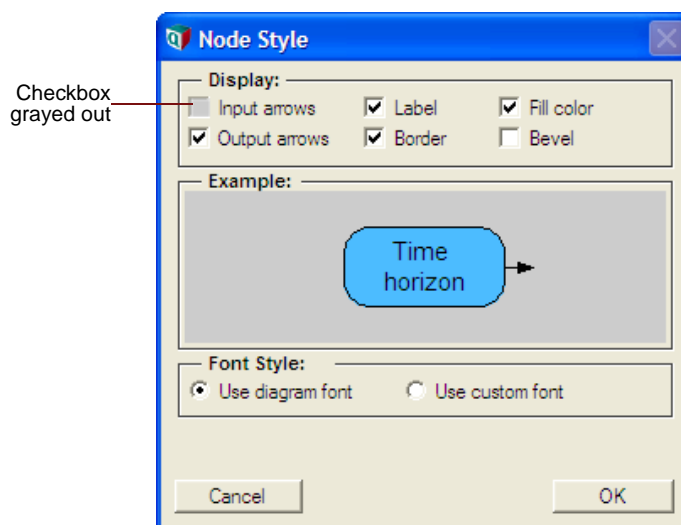 Node Style
Checkbox
grayed out
Display:
Input arrows Label Fill color
Output arrows Border Bevel
Example:
Time
horizon
Font Style:
Use diagram font Use custom font
Cancel OK